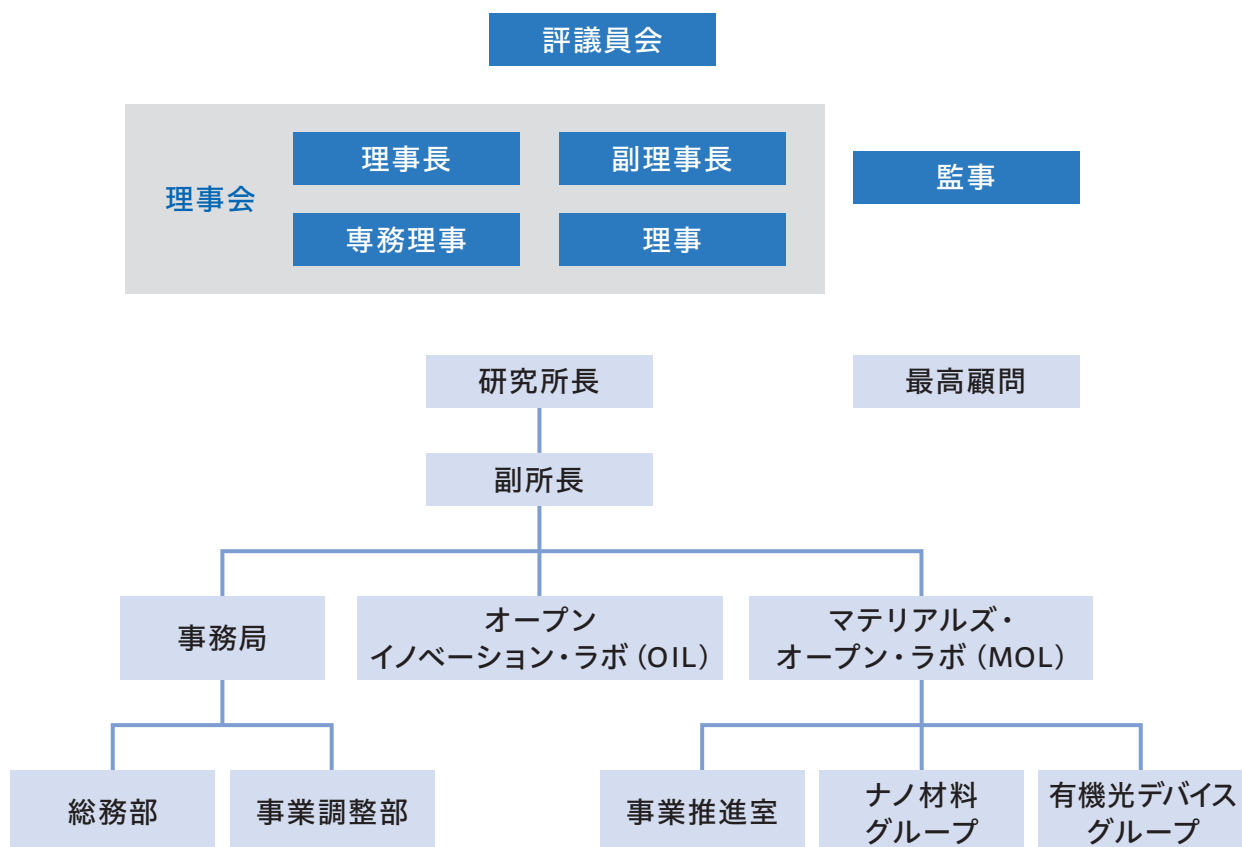 評議員会
理事会
理事長
副理事長
専務理事
理事
監事
研究所長
最高顧問
副所長
事務局
オープン
イノベーション・ラボ（OIL）
マテリアルズ・
オープン・ラボ（MOL）
総務部
事業調整部
事業推進室
ナノ材料
グループ
有機光デバイス
グループ